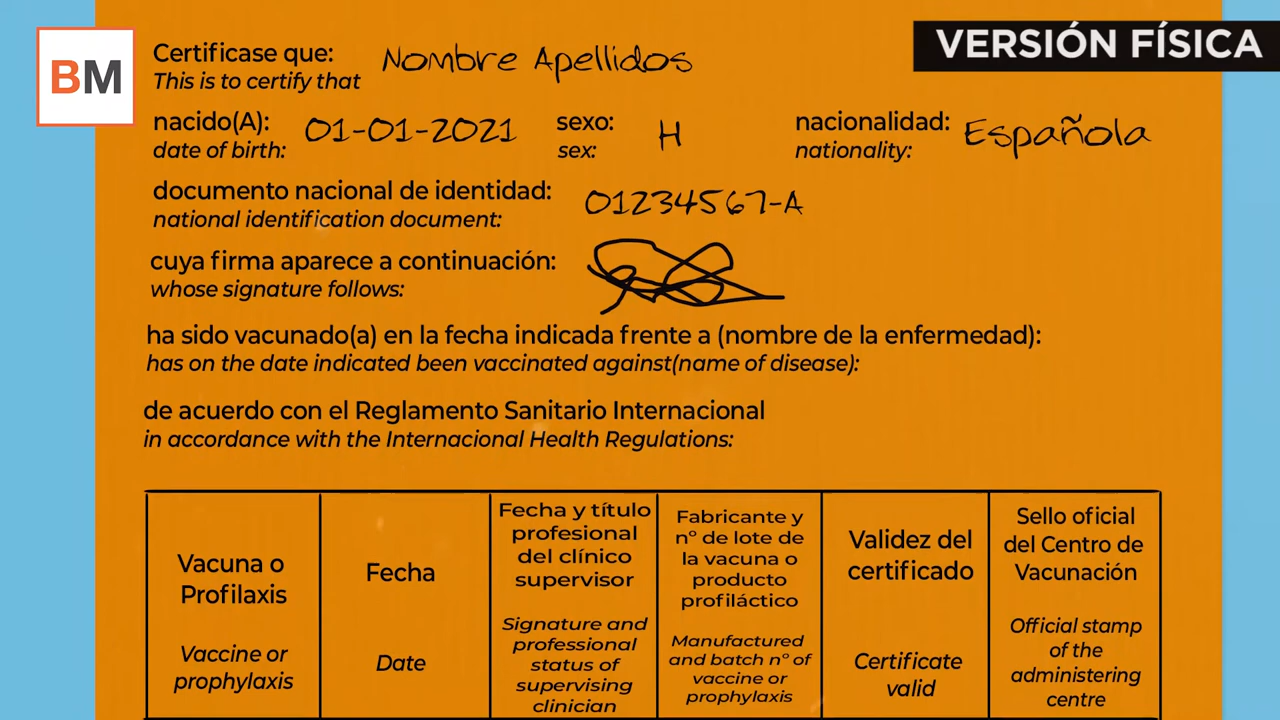 BM
VERSIÓN FÍSICA
Certificase que: Nombre Apellidos
This is to certify that
nacido(A): 01-01-2021 sexo: H nacionalidad: Española
date of birth: sex: nationality:
documento nacional de identidad: 01234567-A
national identification document:
cuya firma aparece a continuación:
whose signature follows:
ha sido vacunado(a) en la fecha indicada frente a (nombre de la enfermedad):
has on the date indicated been vaccinated against(name of disease):
de acuerdo con el Reglamento Sanitario Internacional
in accordance with the Internacional Health Regulations:
Vacuna o
Profilaxis
Vaccine or
prophylaxis
Fecha
Date
Fecha y título
profesional
del clínico
supervisor
Signature and
professional
status of
supervising
clinician
Fabricante y
nº de lote de
la vacuna o
producto
profiláctico
Manufactured
and batch nº of
vaccine or
prophylaxis
Validez del
certificado
Certificate
valid
Sello oficial
del Centro de
Vacunación
Official stamp
of the
administering
centre